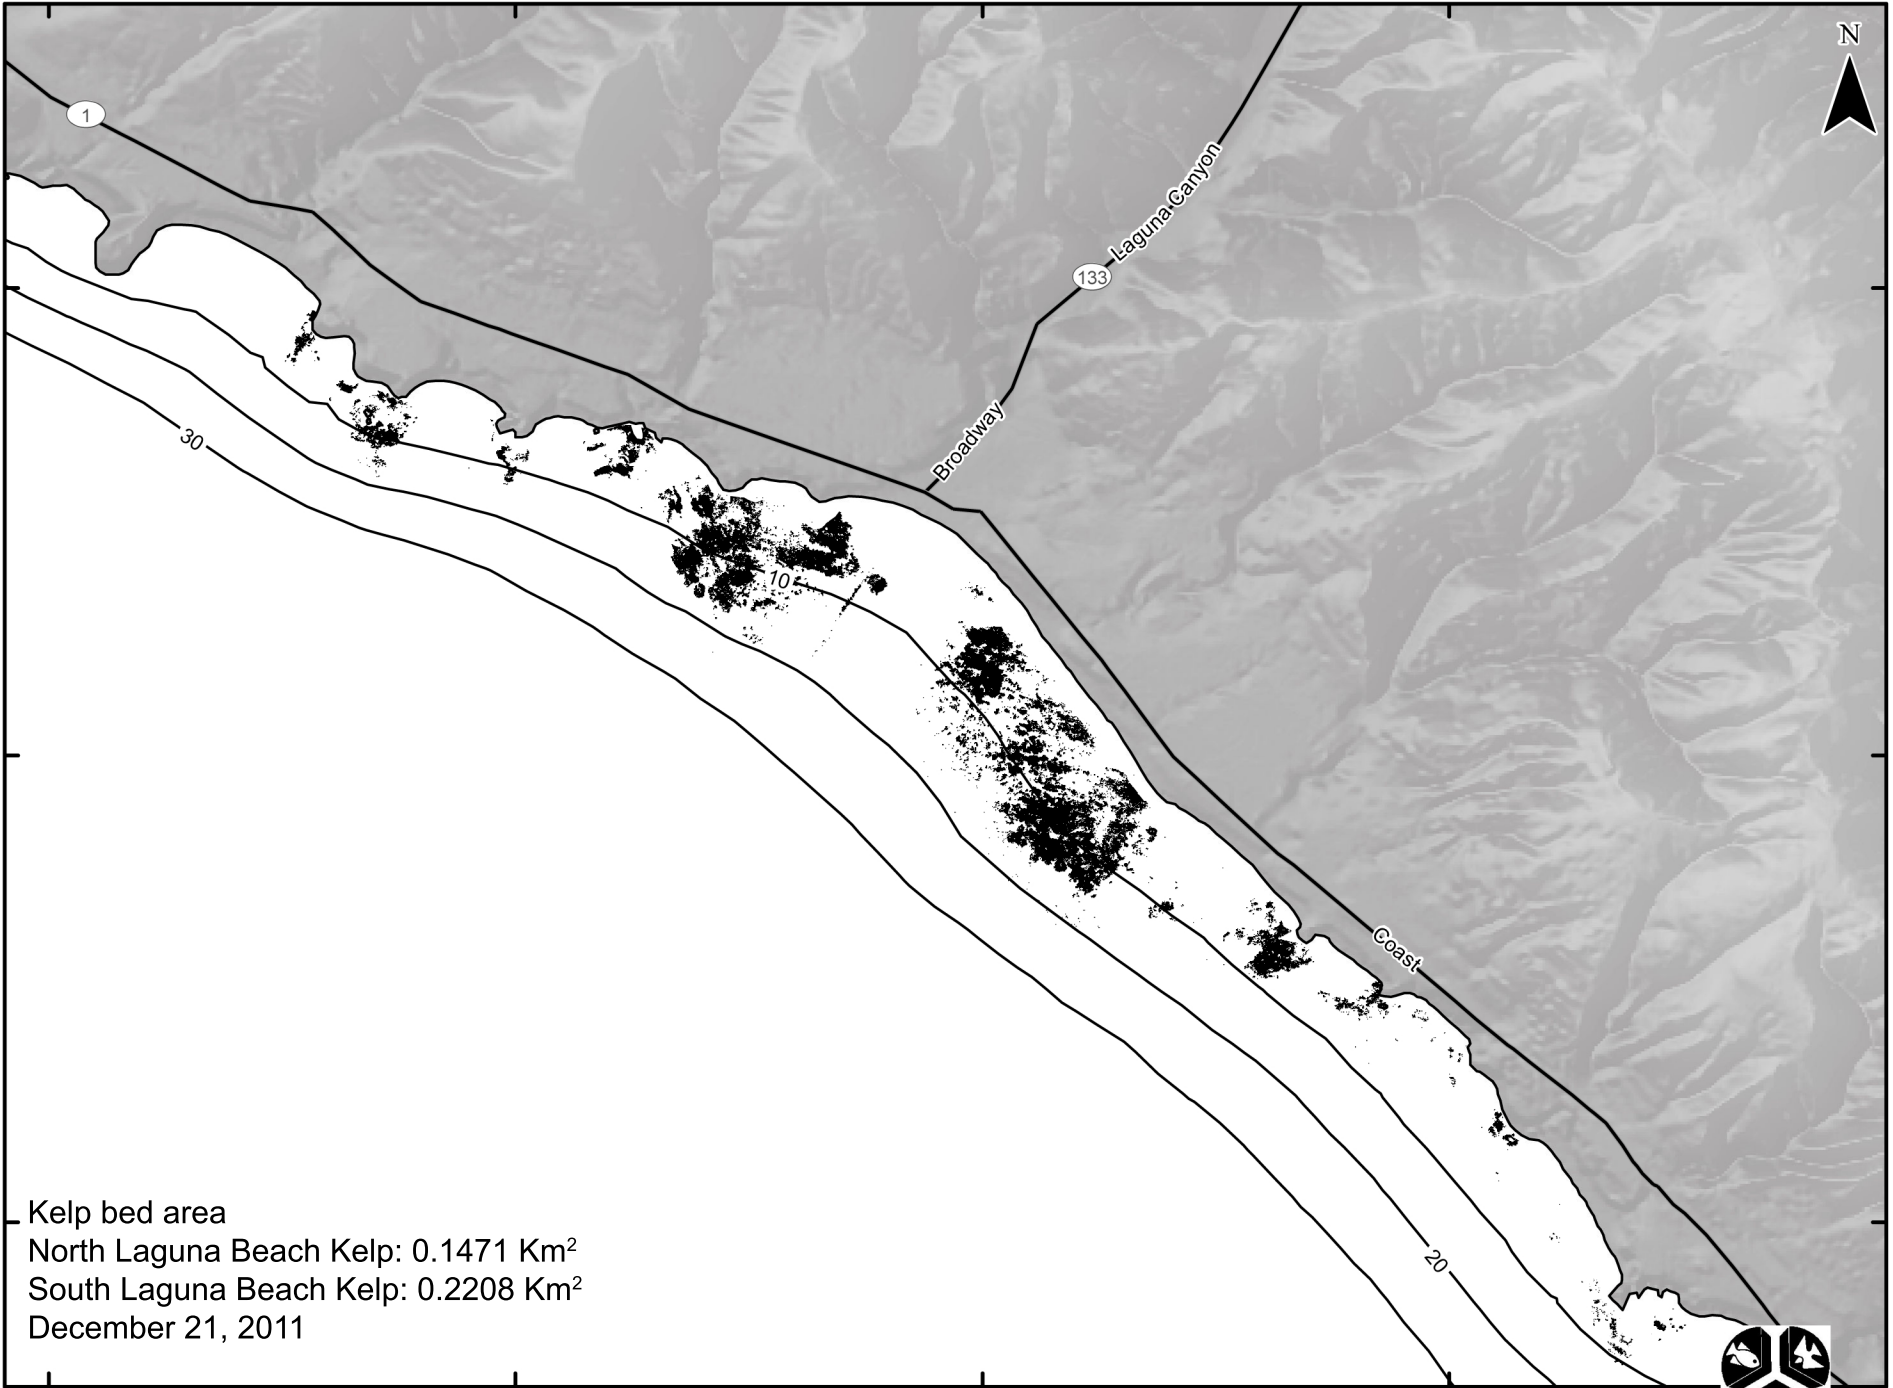 N
1
Laguna Canyon
133
Broadway
30
10
Coast
20
Kelp bed area
North Laguna Beach Kelp: 0.1471 Km²
South Laguna Beach Kelp: 0.2208 Km²
December 21, 2011